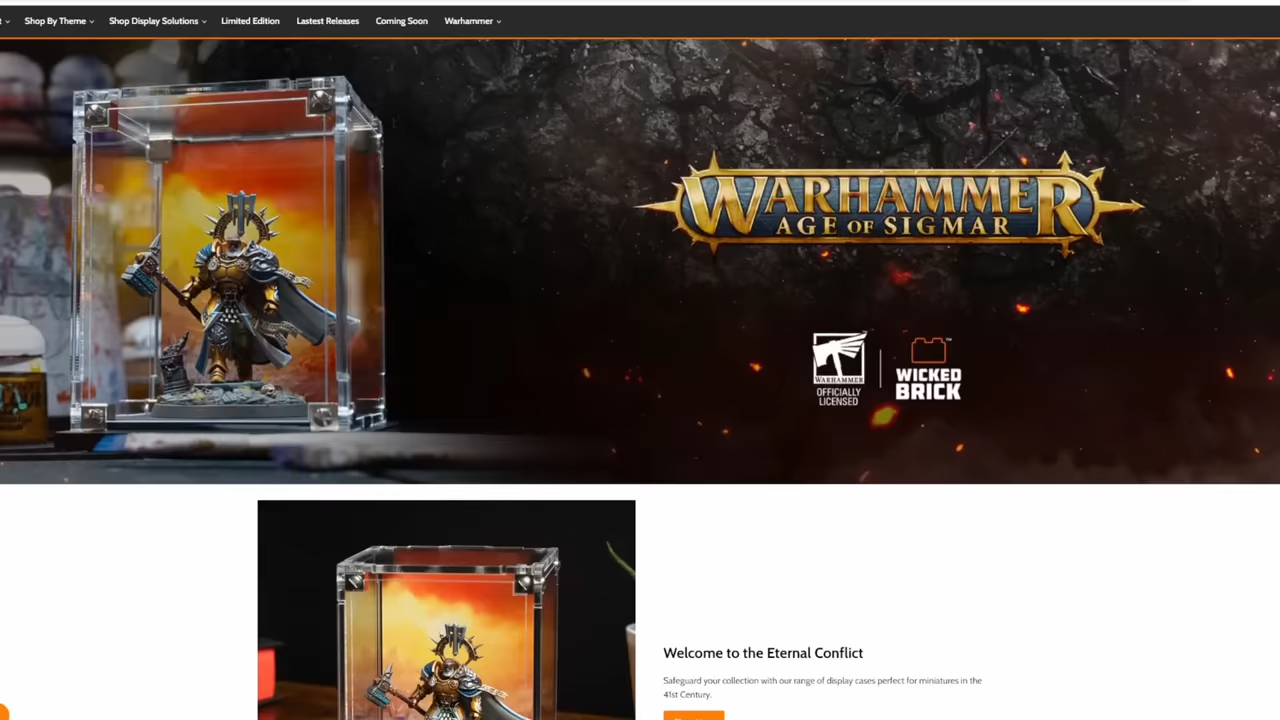 Shop By Theme
Shop Display Solutions
Limited Edition
Lastest Releases
Coming Soon
Warhammer
WARHAMMER
AGE OF SIGMAR
WARHAMMER
OFFICIALLY
LICENSED
WICKED
BRICK
™
Welcome to the Eternal Conflict
Safeguard your collection with our range of display cases perfect for miniatures in the
41st Century.